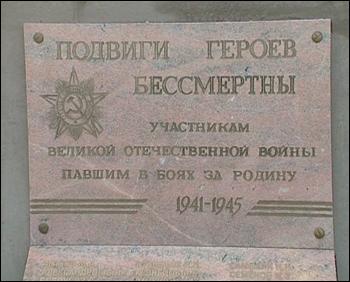 ПОДВИГИ ГЕРОЕВ
БЕССМЕРТНЫ
УЧАСТНИКАМ
ВЕЛИКОЙ ОТЕЧЕСТВЕННОЙ ВОЙНЫ
ПАВШИМ В БОЯХ ЗА РОДИНУ
1941-1945